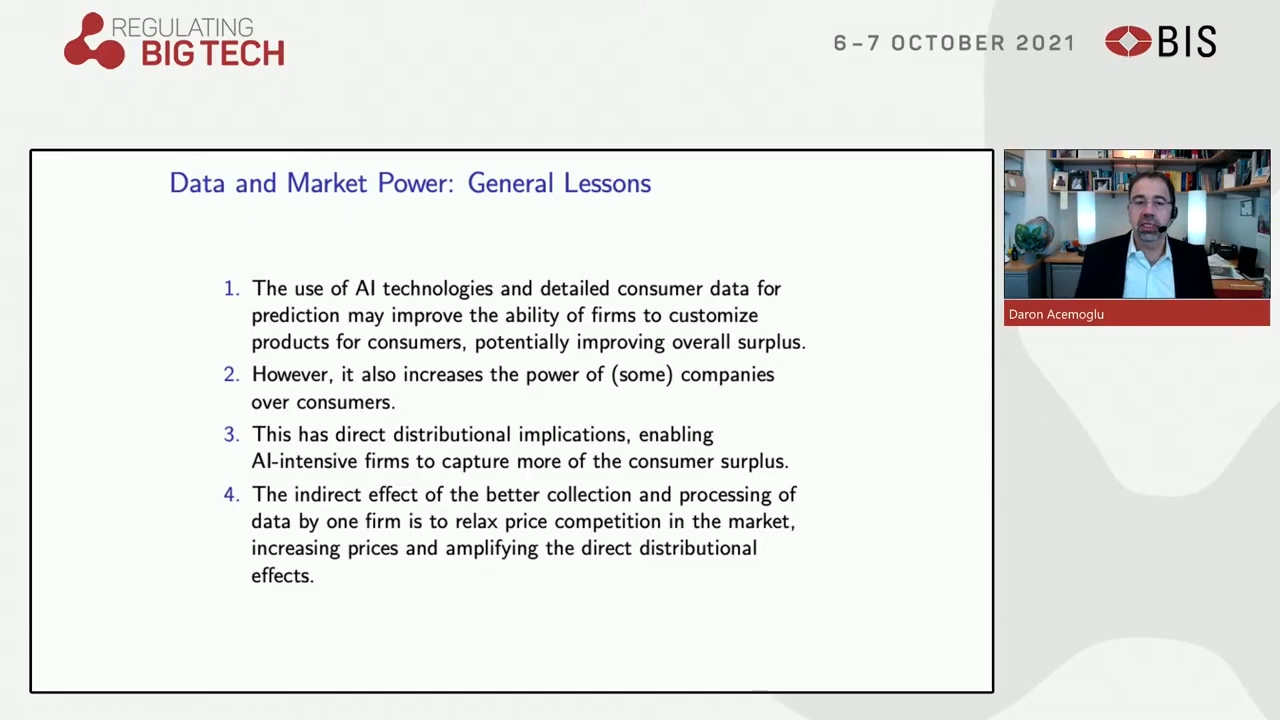 REGULATING
BIG TECH
6–7 OCTOBER 2021
BIS
Data and Market Power: General Lessons
1. The use of AI technologies and detailed consumer data for
prediction may improve the ability of firms to customize
products for consumers, potentially improving overall surplus.
2. However, it also increases the power of (some) companies
over consumers.
3. This has direct distributional implications, enabling
AI-intensive firms to capture more of the consumer surplus.
4. The indirect effect of the better collection and processing of
data by one firm is to relax price competition in the market,
increasing prices and amplifying the direct distributional
effects.
Daron Acemoglu